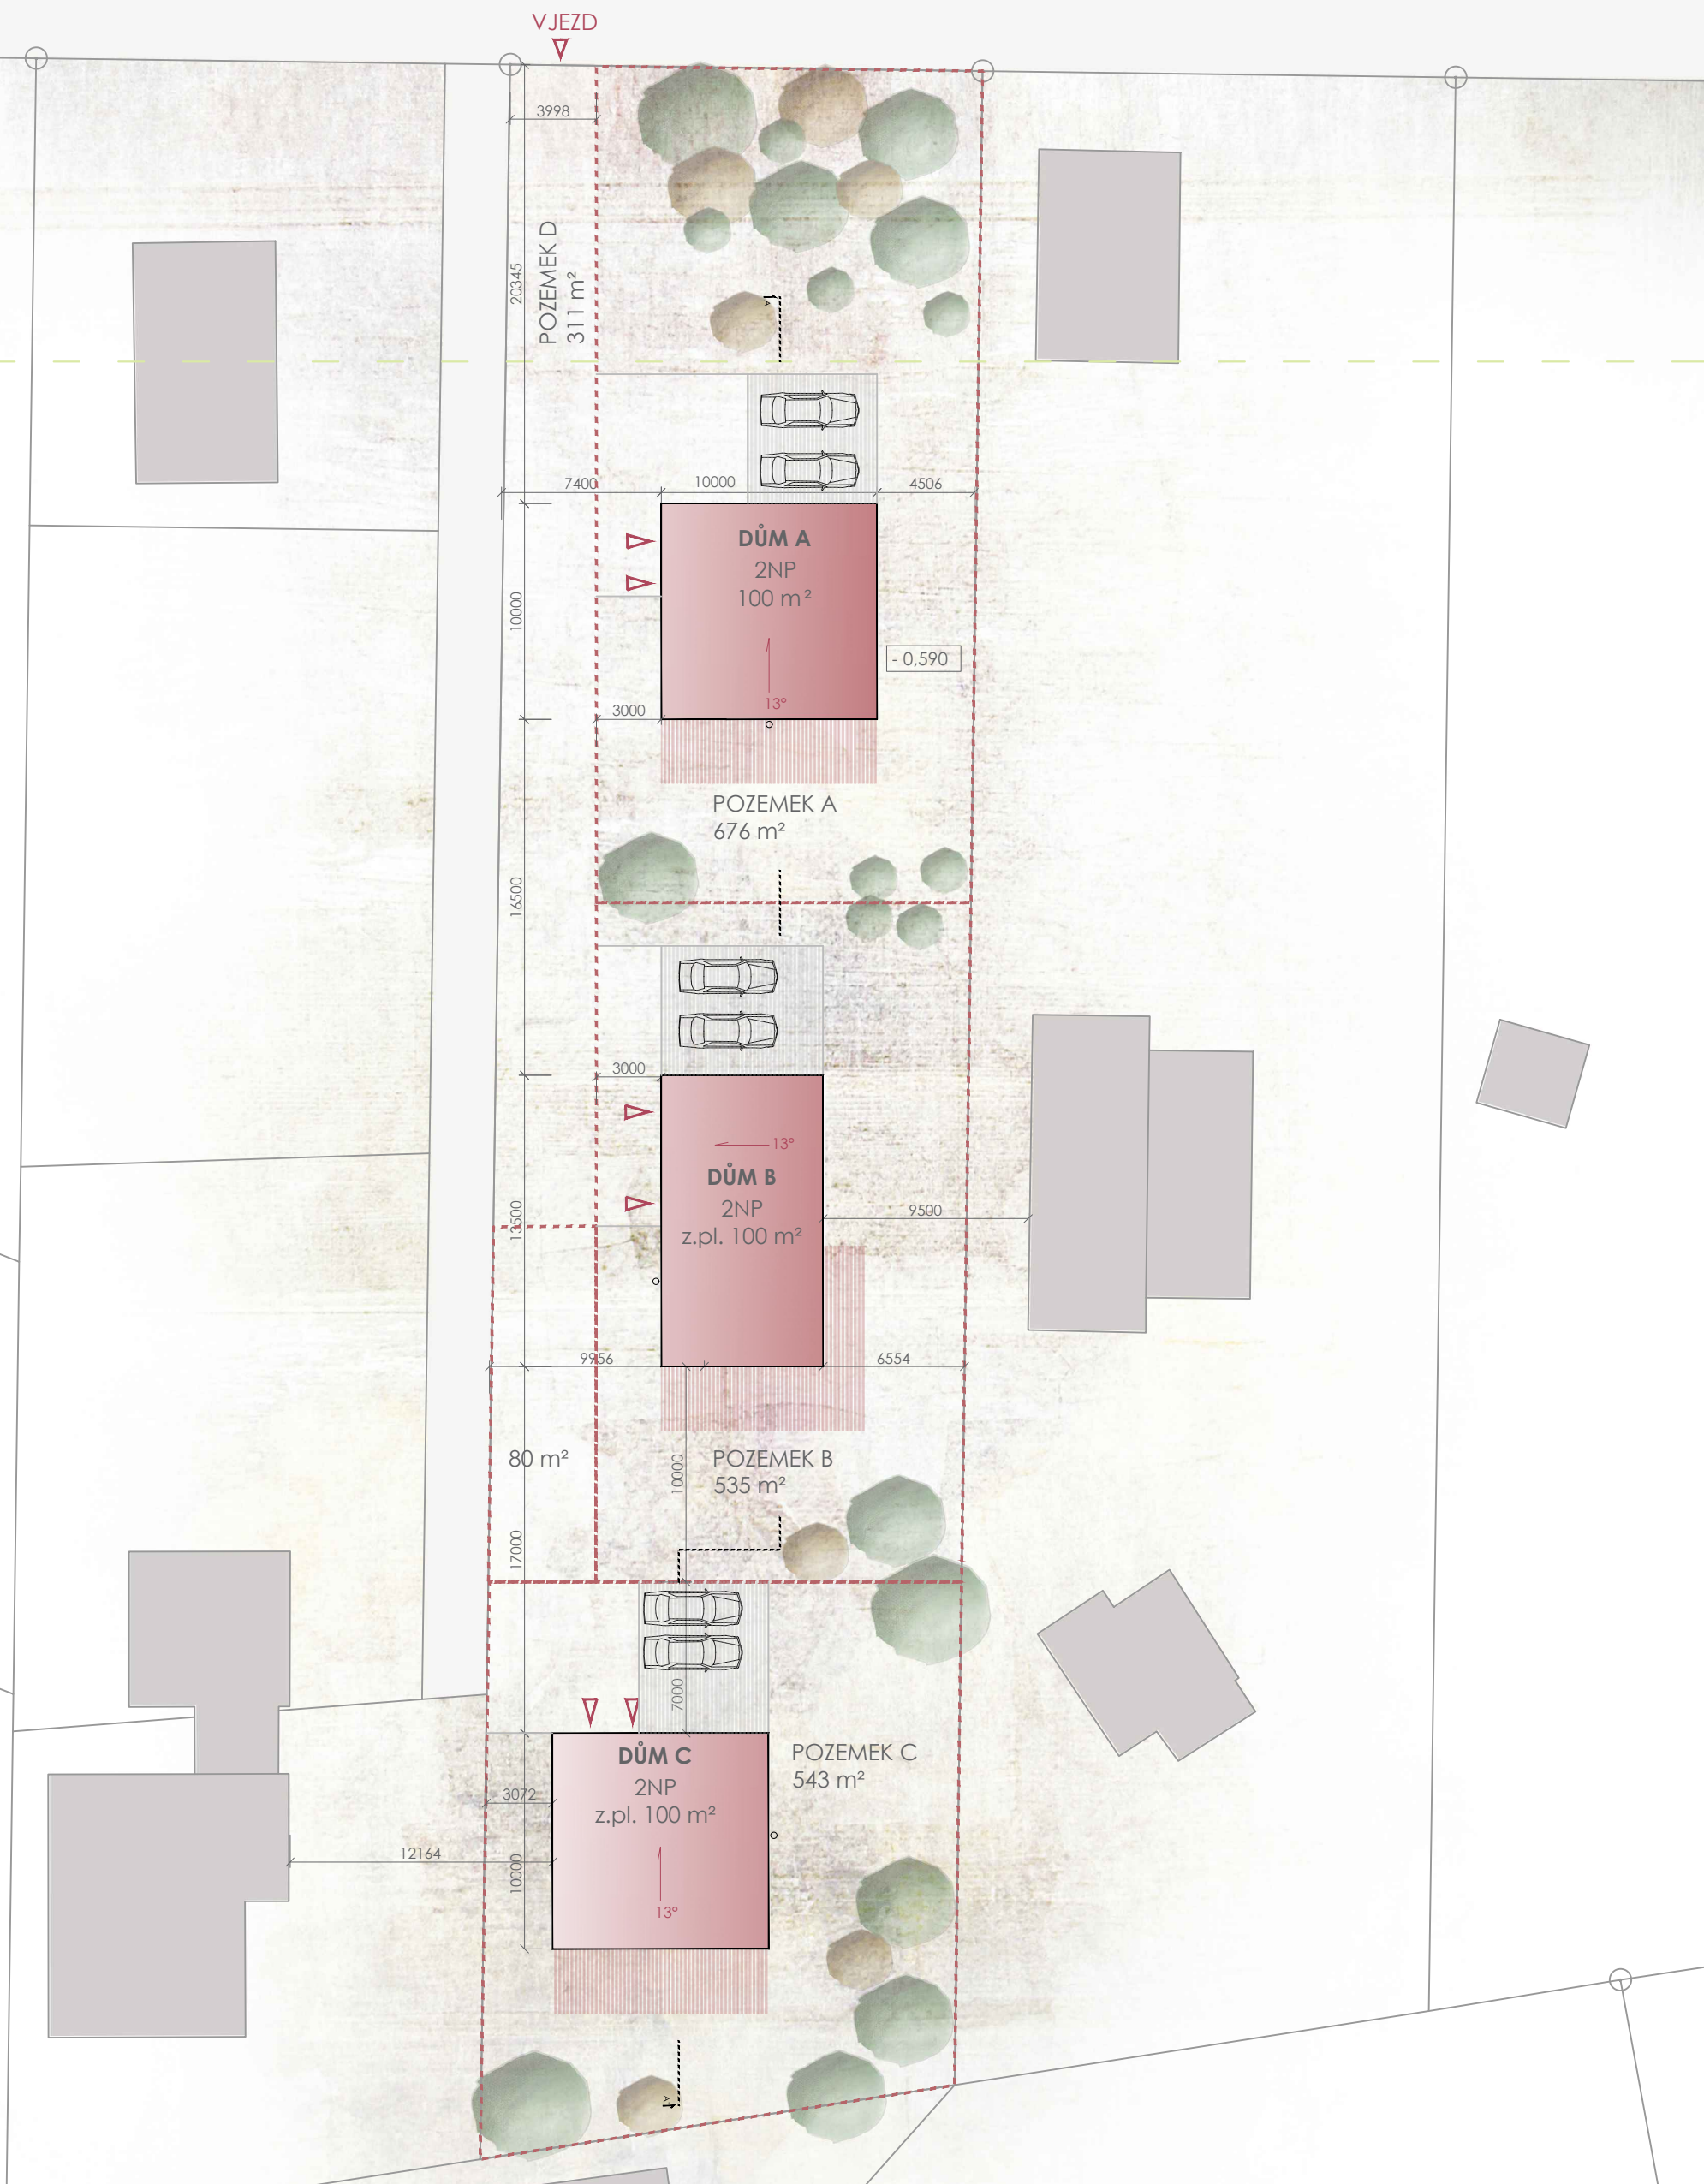 VJEZD
3998
POZEMEK D
311 m²
20345
7400
10000
4506
DŮM A
2NP
100 m²
10000
- 0,590
13°
3000
POZEMEK A
676 m²
16500
3000
13°
DŮM B
2NP
z.pl. 100 m²
9500
13500
9956
6554
80 m²
POZEMEK B
535 m²
10000
17000
7000
DŮM C
2NP
z.pl. 100 m²
POZEMEK C
543 m²
3072
12164
10000
13°